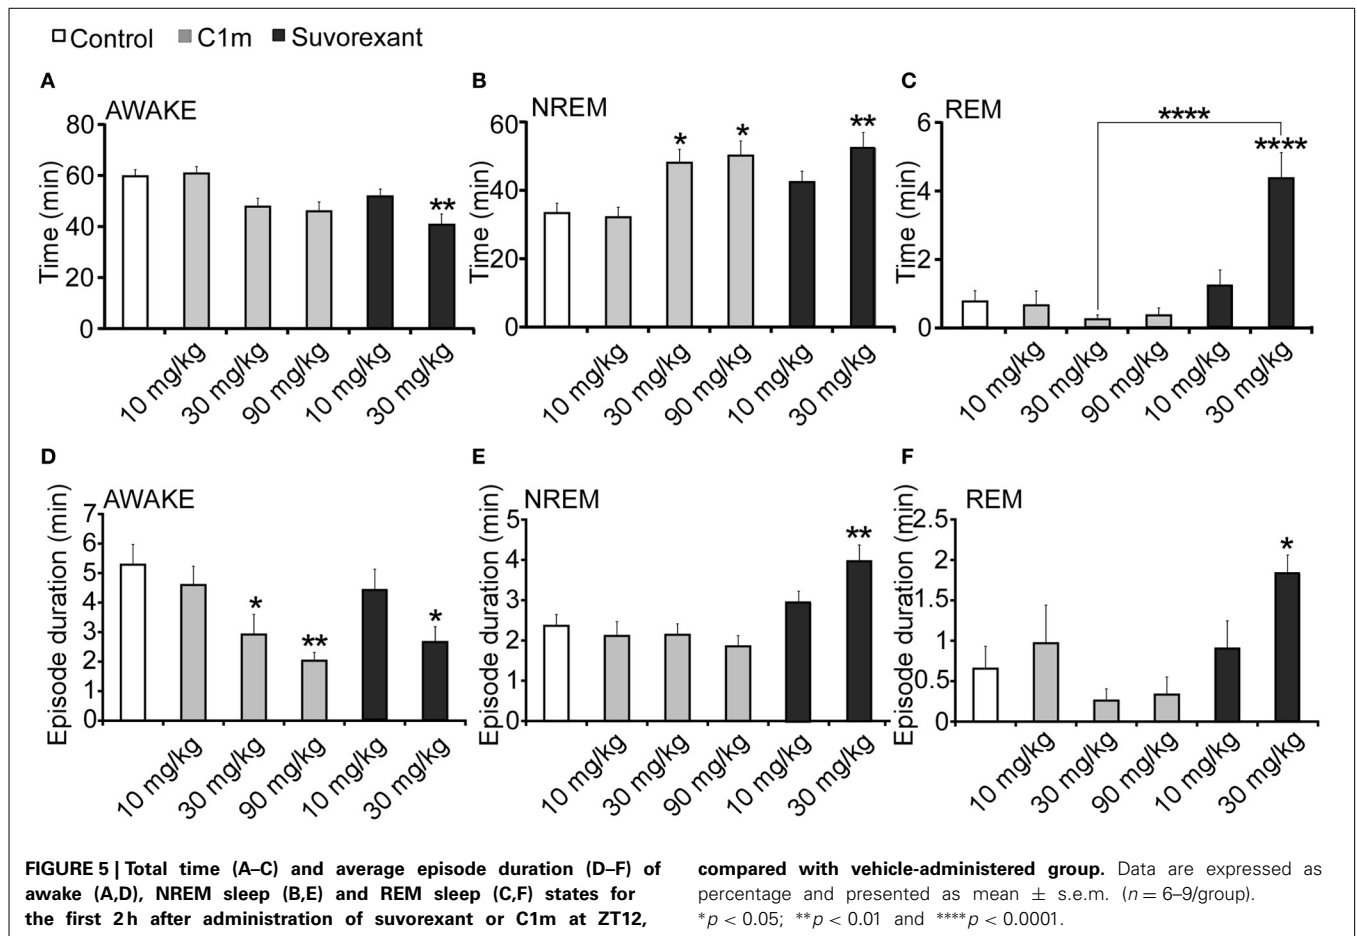 Control C1m Suvorexant
A
AWAKE
Time (min)
80
60
40
20
0
**
10 mg/kg
30 mg/kg
90 mg/kg
10 mg/kg
30 mg/kg
B
NREM
Time (min)
60
40
20
0
*
*
**
10 mg/kg
30 mg/kg
90 mg/kg
10 mg/kg
30 mg/kg
C
REM
Time (min)
6
4
2
0
****
****
10 mg/kg
30 mg/kg
90 mg/kg
10 mg/kg
30 mg/kg
D
AWAKE
Episode duration (min)
7
6
5
4
3
2
1
0
*
**
*
10 mg/kg
30 mg/kg
90 mg/kg
10 mg/kg
30 mg/kg
E
NREM
Episode duration (min)
5
4
3
2
1
0
**
10 mg/kg
30 mg/kg
90 mg/kg
10 mg/kg
30 mg/kg
F
REM
Episode duration (min)
2.5
2
1.5
1
0.5
0
*
10 mg/kg
30 mg/kg
90 mg/kg
10 mg/kg
30 mg/kg
FIGURE 5 | Total time (A–C) and average episode duration (D–F) of
awake (A,D), NREM sleep (B,E) and REM sleep (C,F) states for
the first 2 h after administration of suvorexant or C1m at ZT12,
compared with vehicle-administered group. Data are expressed as
percentage and presented as mean ± s.e.m. (n = 6–9/group).
*p < 0.05; **p < 0.01 and ****p < 0.0001.